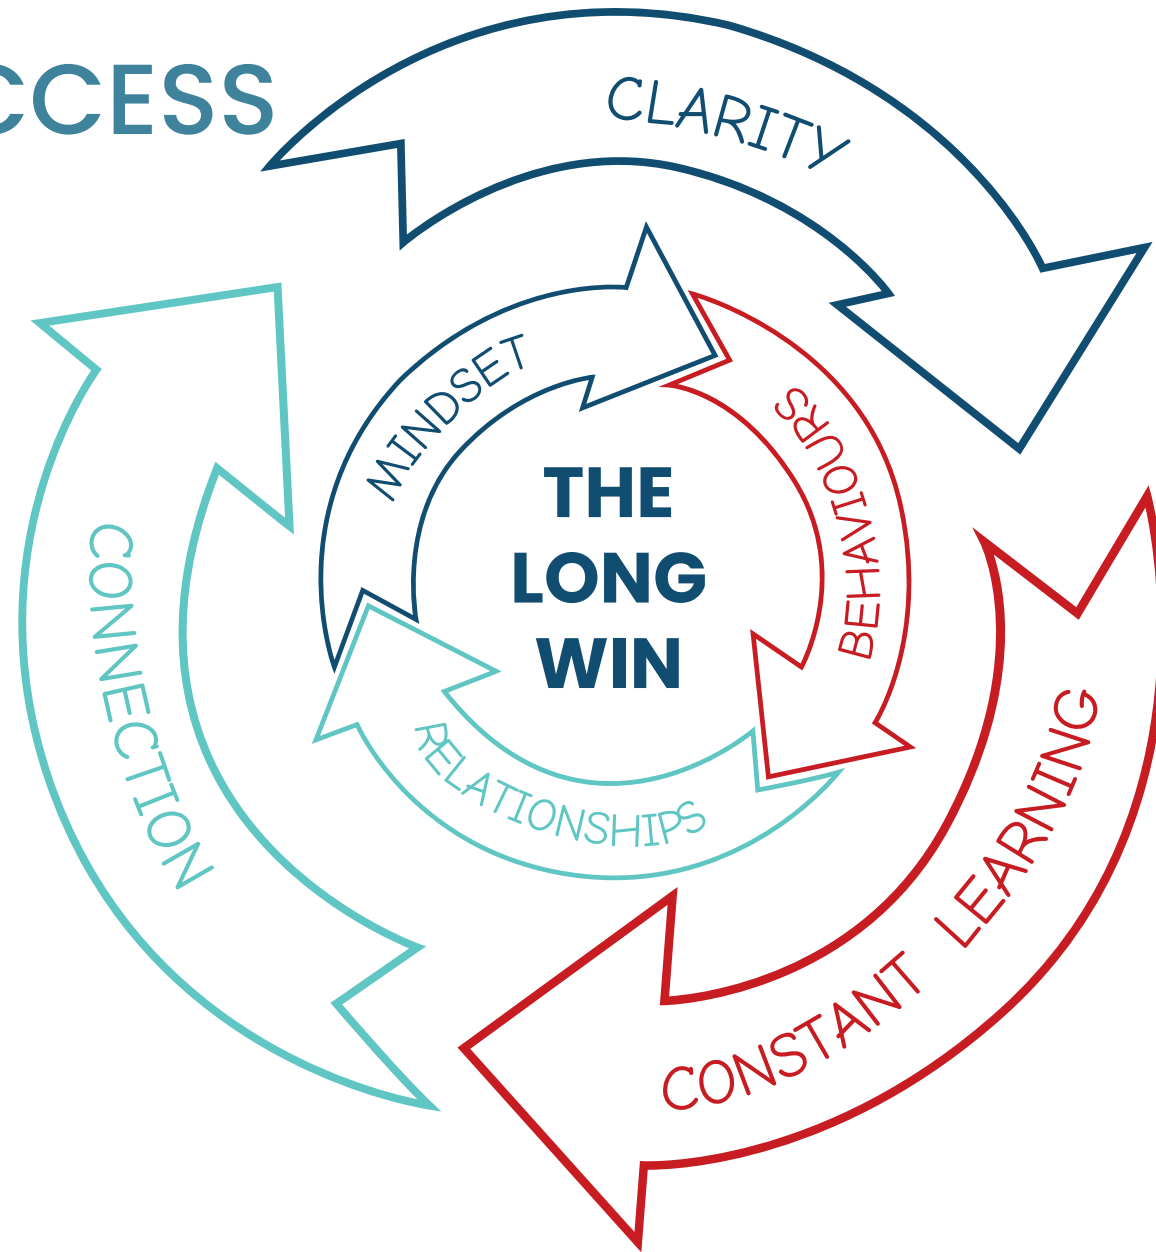 CCESS
CLARITY
MINDSET
BEHAVIOURS
THE
LONG
WIN
CONNECTION
RELATIONSHIPS
CONSTANT LEARNING